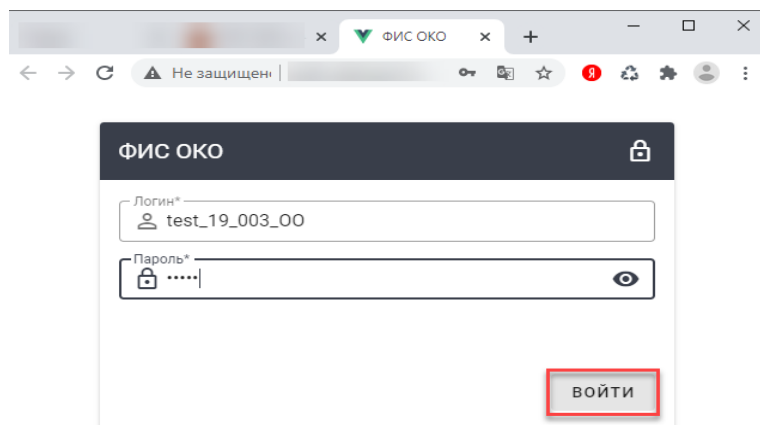 ФИС ОКО
Не защищен
ФИС ОКО
Логин*
test_19_003_OO
Пароль*
•••••
ВОЙТИ